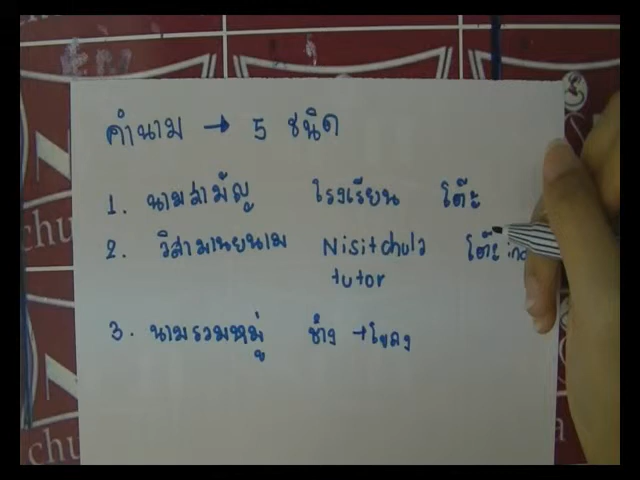 คำนาม → 5 ชนิด
1. นามสามัญ โรงเรียน โต๊ะ
2. วิสามานยนาม Nisitchula โต๊ะ
tutor
3. นามรวมหมู่ ช้าง → โขลง
chu
chu